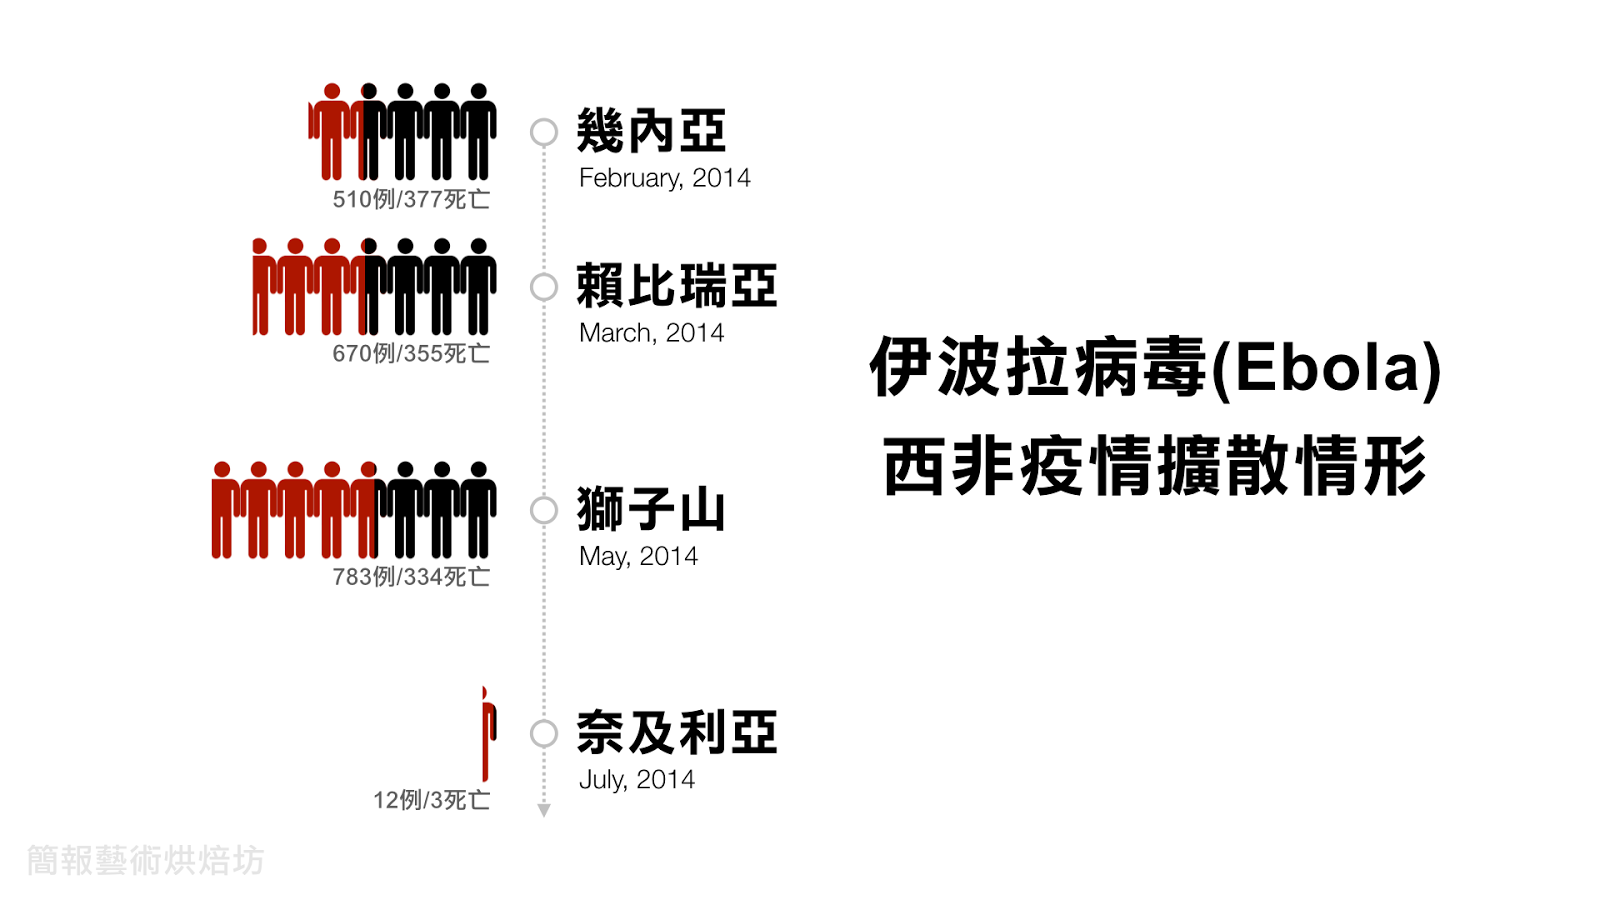 幾內亞
February, 2014
510例/377死亡
賴比瑞亞
March, 2014
670例/355死亡
獅子山
May, 2014
783例/334死亡
奈及利亞
July, 2014
12例/3死亡
伊波拉病毒(Ebola)
西非疫情擴散情形
簡報藝術烘焙坊